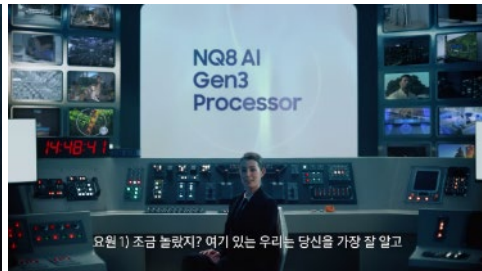 NQ8 AI
Gen3
Processor
14:48:41
요원 1) 조금 놀랐지? 여기 있는 우리는 당신을 가장 잘 알고